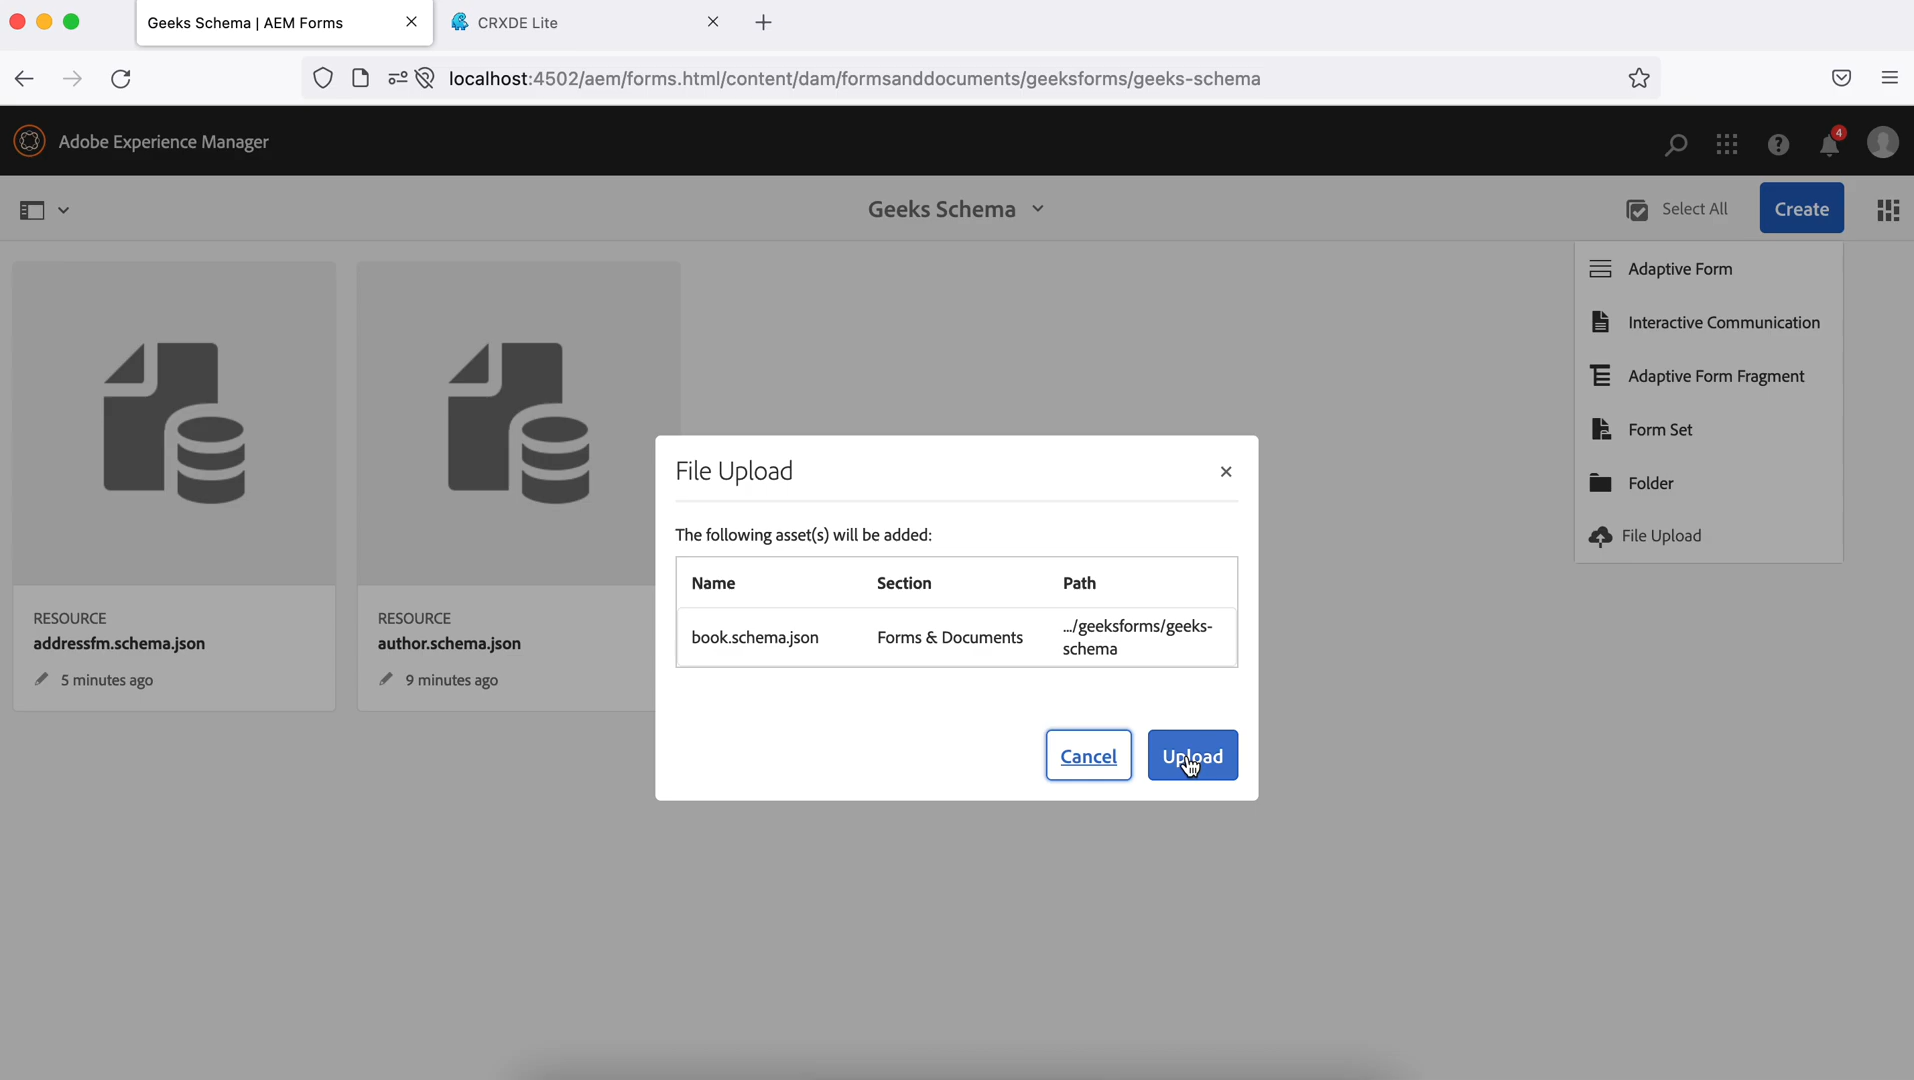 Geeks Schema | AEM Forms
CRXDE Lite
localhost:4502/aem/forms.html/content/dam/formsanddocuments/geeksforms/geeks-schema
Adobe Experience Manager
4
Geeks Schema
Select All
Create
Adaptive Form
Interactive Communication
Adaptive Form Fragment
Form Set
Folder
File Upload
RESOURCE
addressfm.schema.json
5 minutes ago
RESOURCE
author.schema.json
9 minutes ago
File Upload
The following asset(s) will be added:
Name Section Path
book.schema.json Forms & Documents .../geeksforms/geeks-
schema
Cancel Upload